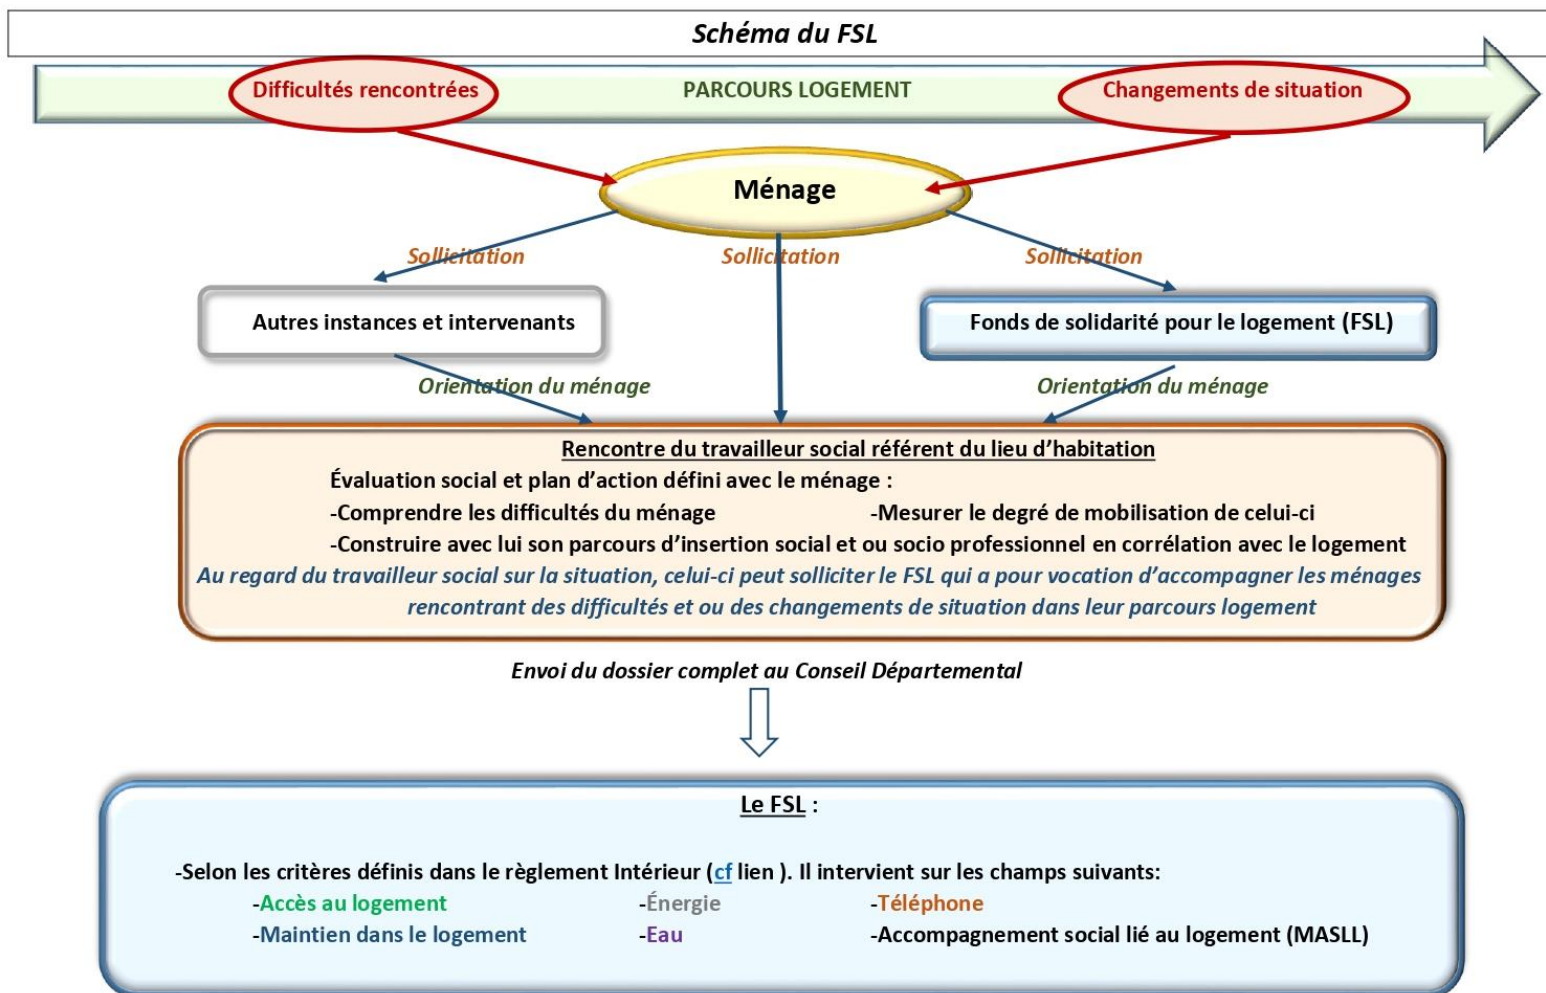 Schéma du FSL
Difficultés rencontrées
PARCOURS LOGEMENT
Changements de situation
Ménage
Sollicitation
Sollicitation
Sollicitation
Autres instances et intervenants
Fonds de solidarité pour le logement (FSL)
Orientation du ménage
Orientation du ménage
Rencontre du travailleur social référent du lieu d’habitation
Évaluation social et plan d’action défini avec le ménage :
-Comprendre les difficultés du ménage
-Mesurer le degré de mobilisation de celui-ci
-Construire avec lui son parcours d’insertion social et ou socio professionnel en corrélation avec le logement
Au regard du travailleur social sur la situation, celui-ci peut solliciter le FSL qui a pour vocation d’accompagner les ménages
rencontrant des difficultés et ou des changements de situation dans leur parcours logement
Envoi du dossier complet au Conseil Départemental
Le FSL :
-Selon les critères définis dans le règlement Intérieur (cf lien ). Il intervient sur les champs suivants:
-Accès au logement
-Énergie
-Téléphone
-Maintien dans le logement
-Eau
-Accompagnement social lié au logement (MASLL)